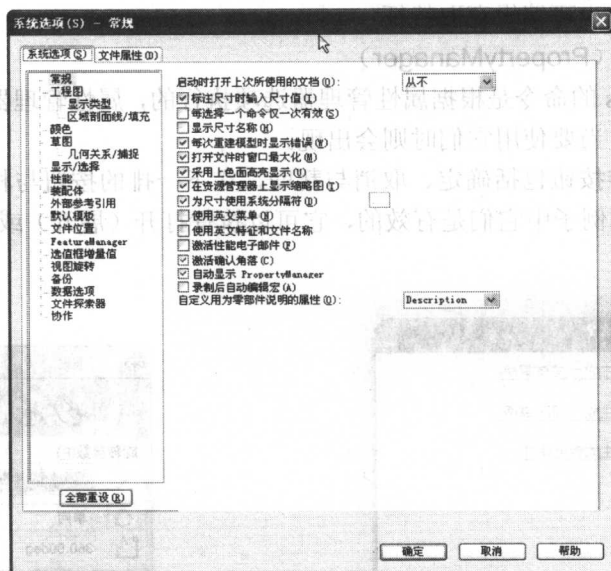 系统选项(S) - 常规
系统选项(S) 文件属性(D)
常规
工程图
显示类型
区域剖面线/填充
颜色
草图
几何关系/捕捉
显示/选择
性能
装配体
外部参考引用
默认模板
文件位置
FeatureManager
选值框增量值
视图旋转
备份
数据选项
文件探索器
协作
全部重设(R)
启动时打开上次所使用的文档(O): 从不
标注尺寸时输入尺寸值(I)
每选择一个命令仅一次有效(S)
显示尺寸名称(M)
每次重建模型时显示错误(W)
打开文件时窗口最大化(M)
采用上色面高亮显示(U)
在资源管理器上显示缩略图(T)
为尺寸使用系统分隔符(D)
使用英文菜单(M)
使用英文特征和文件名称
激活性能电子邮件(F)
激活确认角落(C)
自动显示 PropertyManager
录制后自动编辑宏(A)
自定义用为零部件说明的属性(O): Description
确定 取消 帮助